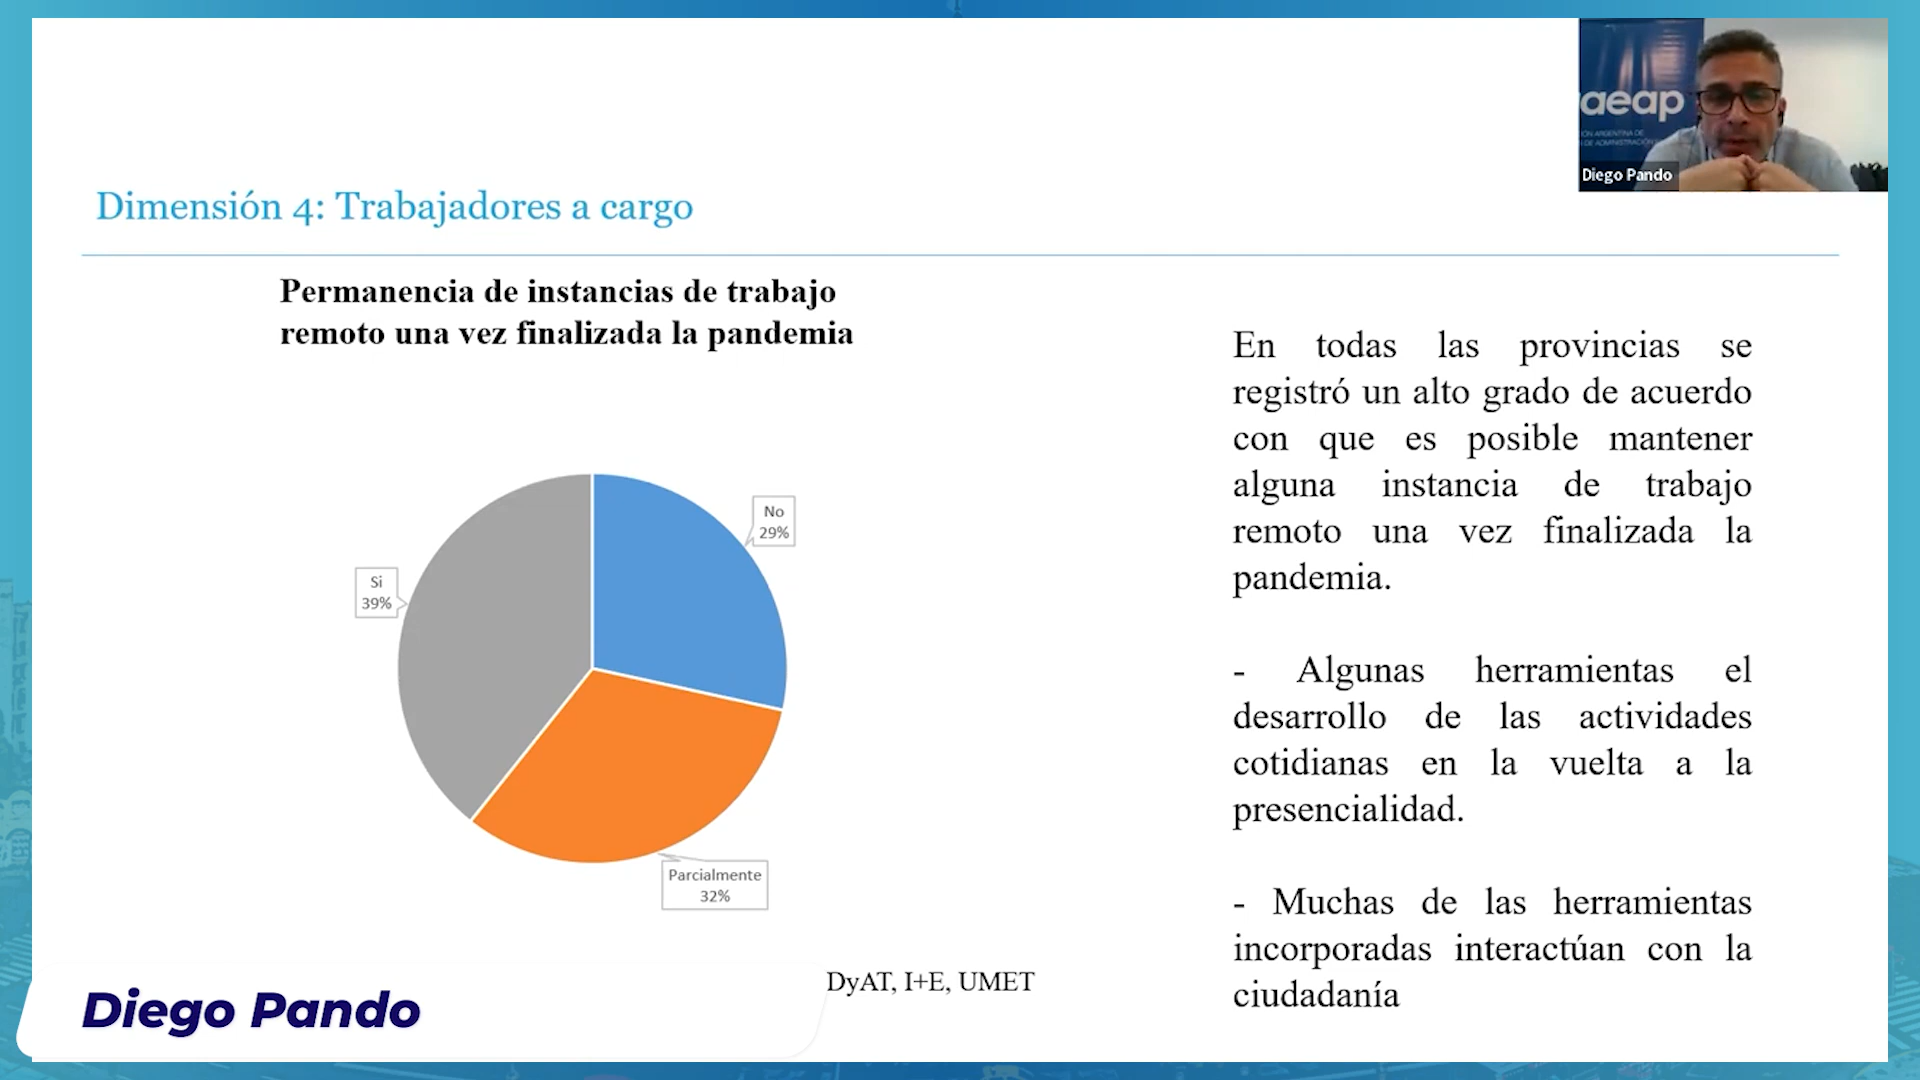 aeap
Diego Pando
Dimensión 4: Trabajadores a cargo
Permanencia de instancias de trabajo
remoto una vez finalizada la pandemia
No
29%
Si
39%
Parcialmente
32%
En todas las provincias se
registró un alto grado de acuerdo
con que es posible mantener
alguna instancia de trabajo
remoto una vez finalizada la
pandemia.
- Algunas herramientas el
desarrollo de las actividades
cotidianas en la vuelta a la
presencialidad.
- Muchas de las herramientas
incorporadas interactúan con la
ciudadanía
DyAT, I+E, UMET
Diego Pando